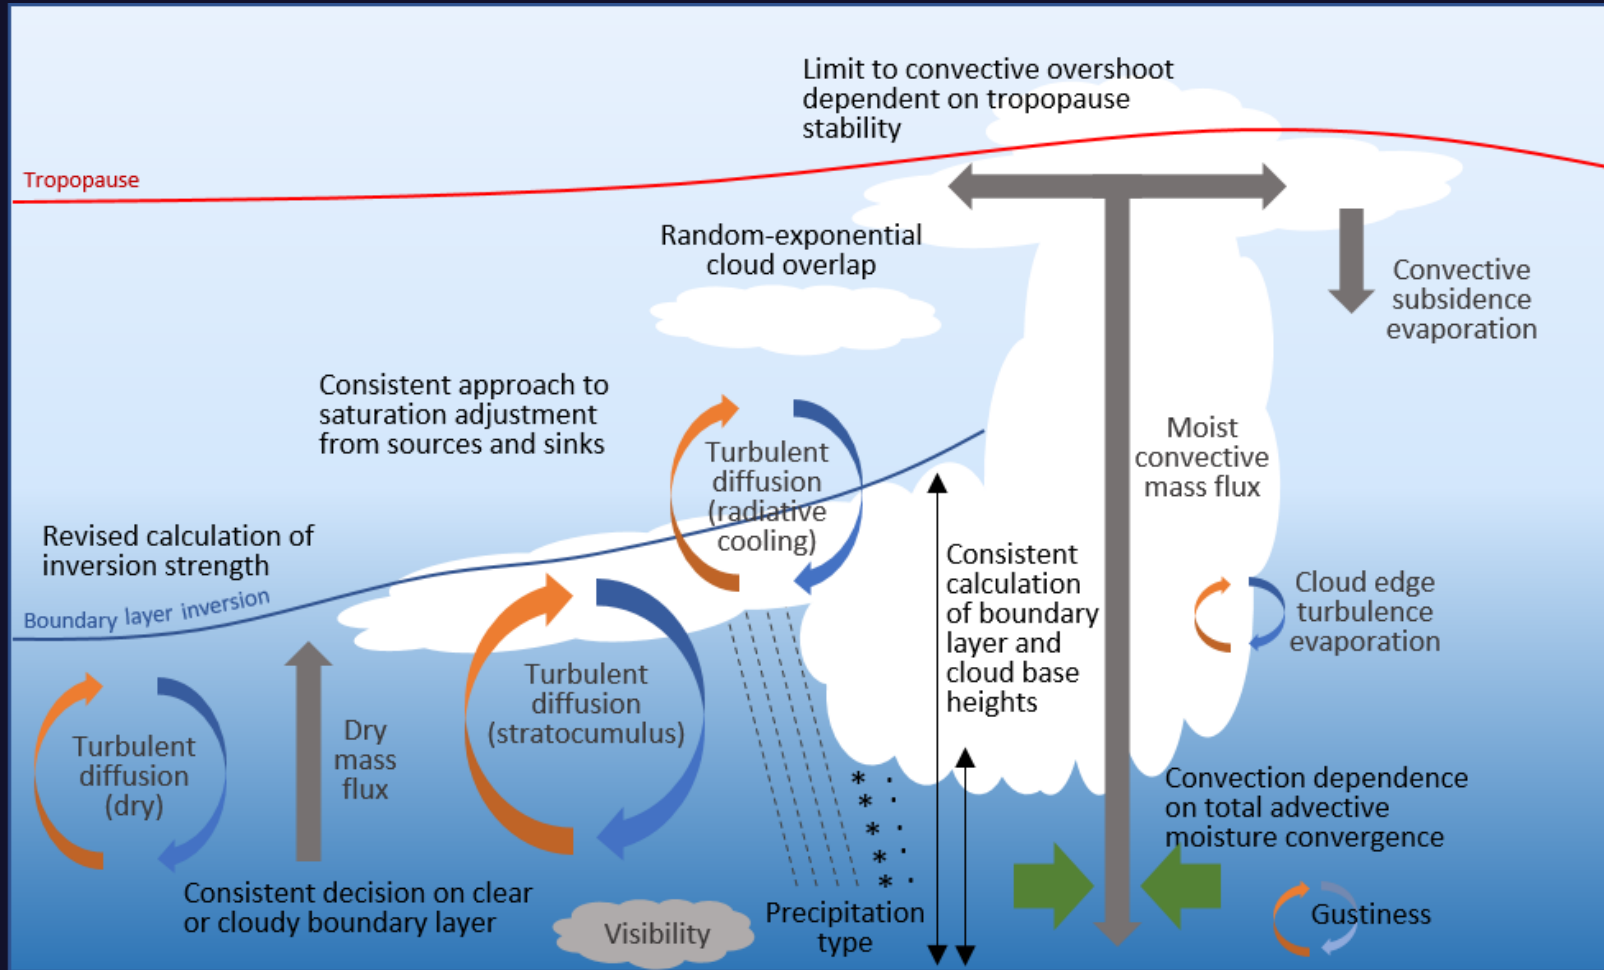 Limit to convective overshoot
dependent on tropopause
stability
Tropopause
Random-exponential
cloud overlap
Convective
subsidence
evaporation
Consistent approach to
saturation adjustment
from sources and sinks
Turbulent
diffusion
(radiative
cooling)
Moist
convective
mass flux
Revised calculation of
inversion strength
Boundary layer inversion
Consistent
calculation
of boundary
layer and
cloud base
heights
Cloud edge
turbulence
evaporation
Turbulent
diffusion
(stratocumulus)
Turbulent
diffusion
(dry)
Dry
mass
flux
Convection dependence
on total advective
moisture convergence
Consistent decision on clear
or cloudy boundary layer
Visibility
Precipitation
type
Gustiness